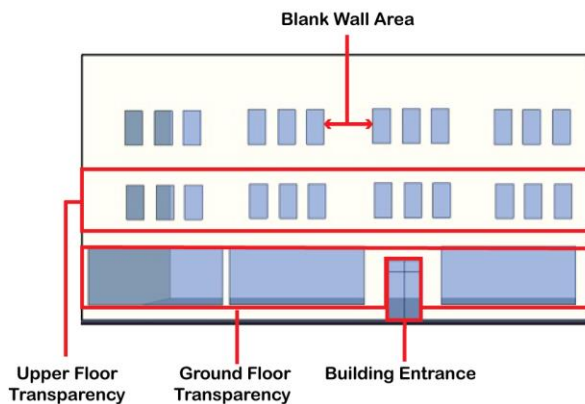 Blank Wall Area
Upper Floor
Transparency
Ground Floor
Transparency
Building Entrance